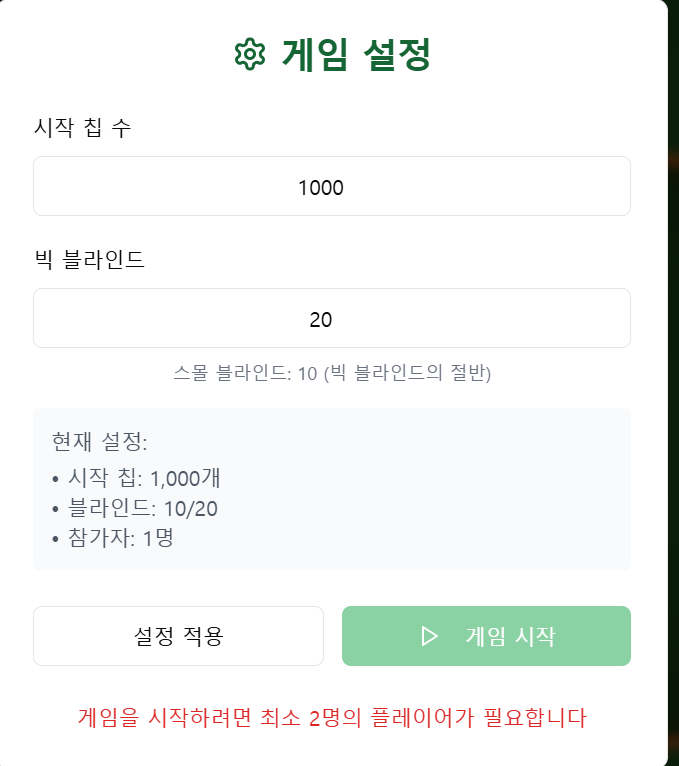 게임 설정
시작 칩 수
1000
빅 블라인드
20
스몰 블라인드: 10 (빅 블라인드의 절반)
현재 설정:
• 시작 칩: 1,000개
• 블라인드: 10/20
• 참가자: 1명
설정 적용
게임 시작
게임을 시작하려면 최소 2명의 플레이어가 필요합니다